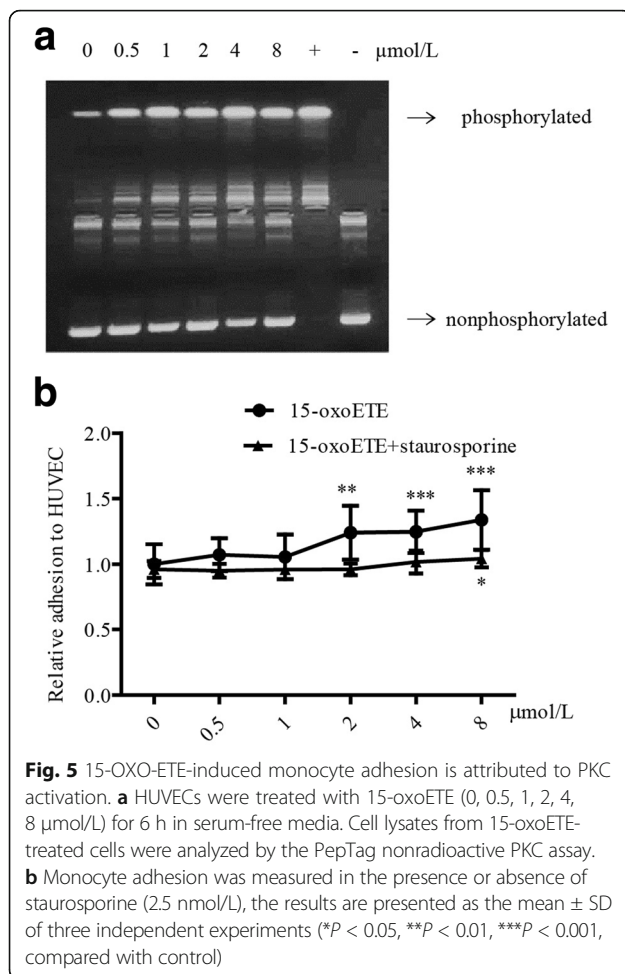 a
0 0.5 1 2 4 8 + - μmol/L
→ phosphorylated
→ nonphosphorylated
b
15-oxoETE
15-oxoETE+staurosporine
2.0
1.5
1.0
0.5
0.0
Relative adhesion to HUVEC
** *** ***
*
0 0.5 1 2 4 8 μmol/L
Fig. 5 15-OXO-ETE-induced monocyte adhesion is attributed to PKC
activation. a HUVECs were treated with 15-oxoETE (0, 0.5, 1, 2, 4,
8 μmol/L) for 6 h in serum-free media. Cell lysates from 15-oxoETE-
treated cells were analyzed by the PepTag nonradioactive PKC assay.
b Monocyte adhesion was measured in the presence or absence of
staurosporine (2.5 nmol/L), the results are presented as the mean ± SD
of three independent experiments (*P < 0.05, **P < 0.01, ***P < 0.001,
compared with control)